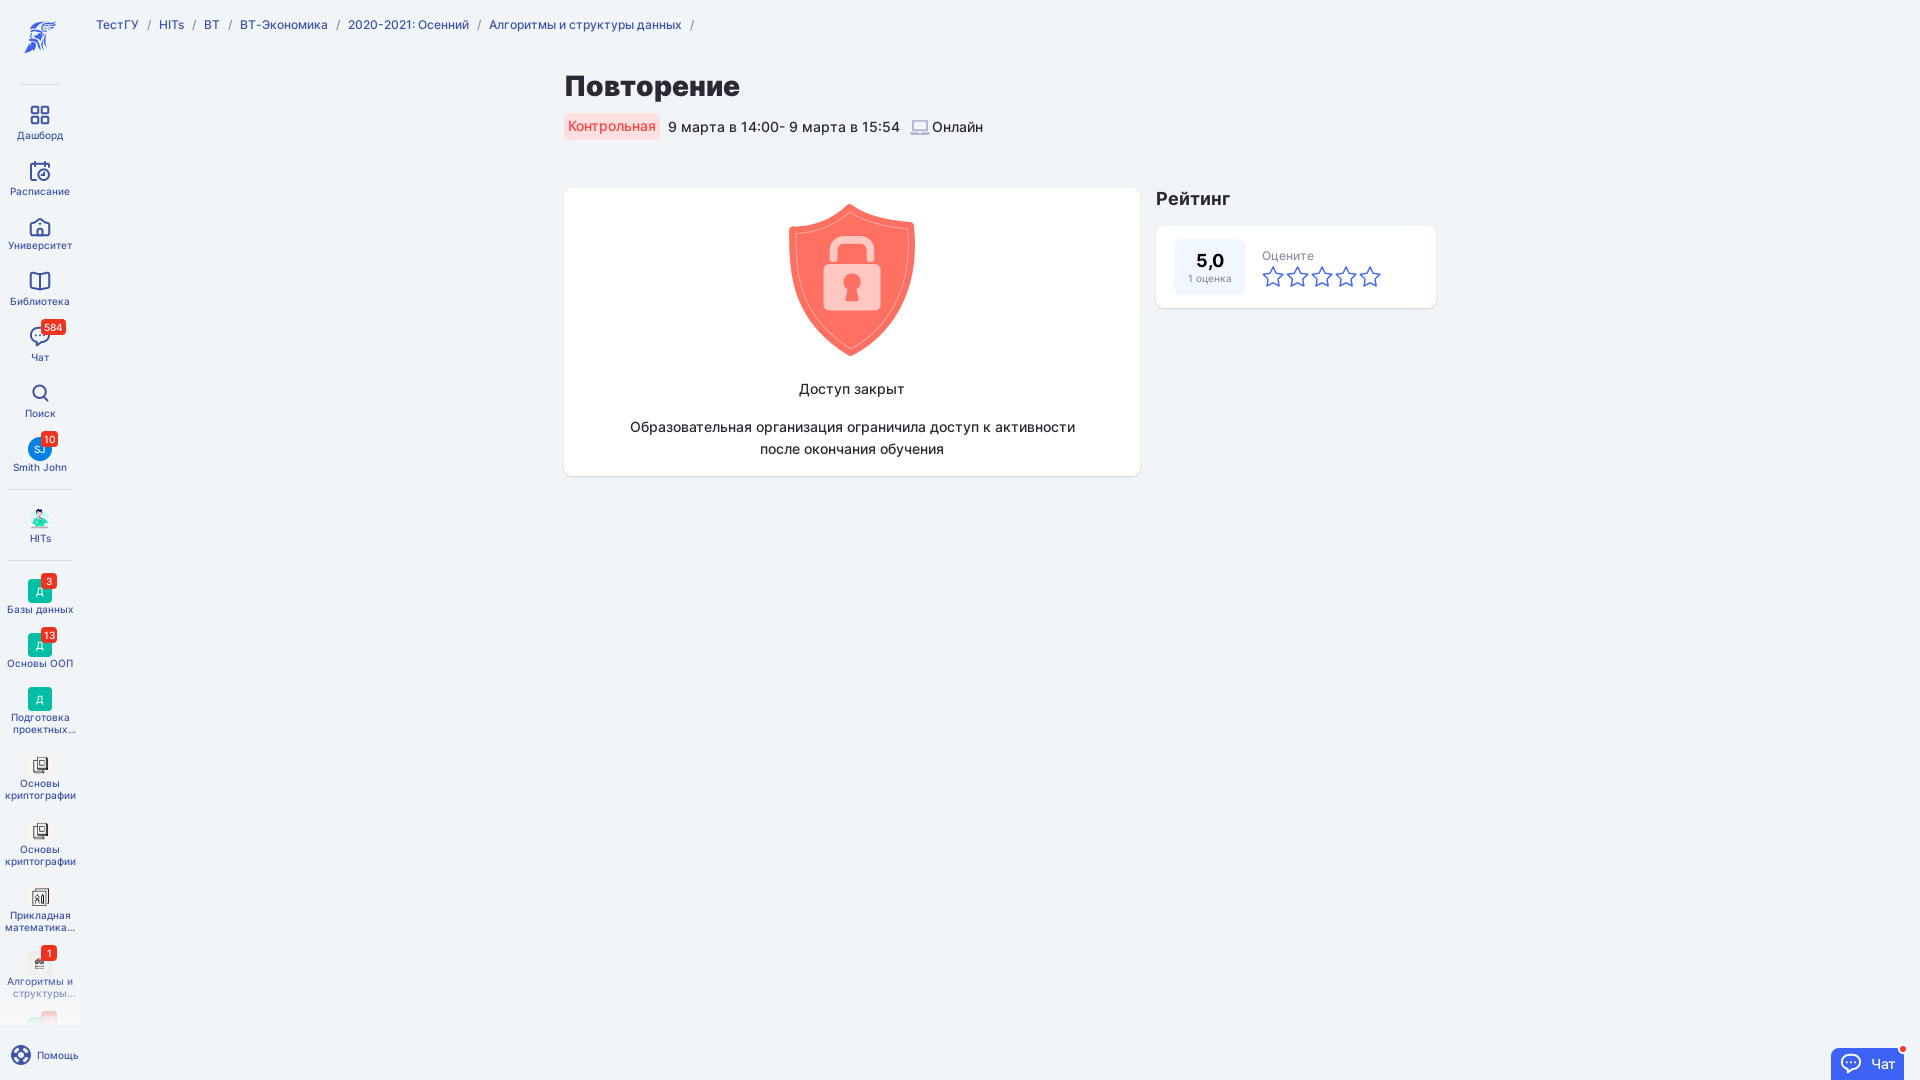 ТестГУ / HITs / ВТ / ВТ-Экономика / 2020-2021: Осенний / Алгоритмы и структуры данных /
Повторение
Контрольная 9 марта в 14:00- 9 марта в 15:54 Онлайн
Доступ закрыт
Образовательная организация ограничила доступ к активности
после окончания обучения
Рейтинг
5,0
1 оценка
Оцените
Дашборд
Расписание
Университет
Библиотека
584
Чат
Поиск
10
SJ
Smith John
HITs
3
Д
Базы данных
13
Д
Основы ООП
Д
Подготовка
проектных...
Основы
криптографии
Основы
криптографии
Прикладная
математика...
1
Алгоритмы и
структуры...
Помощь
Чат